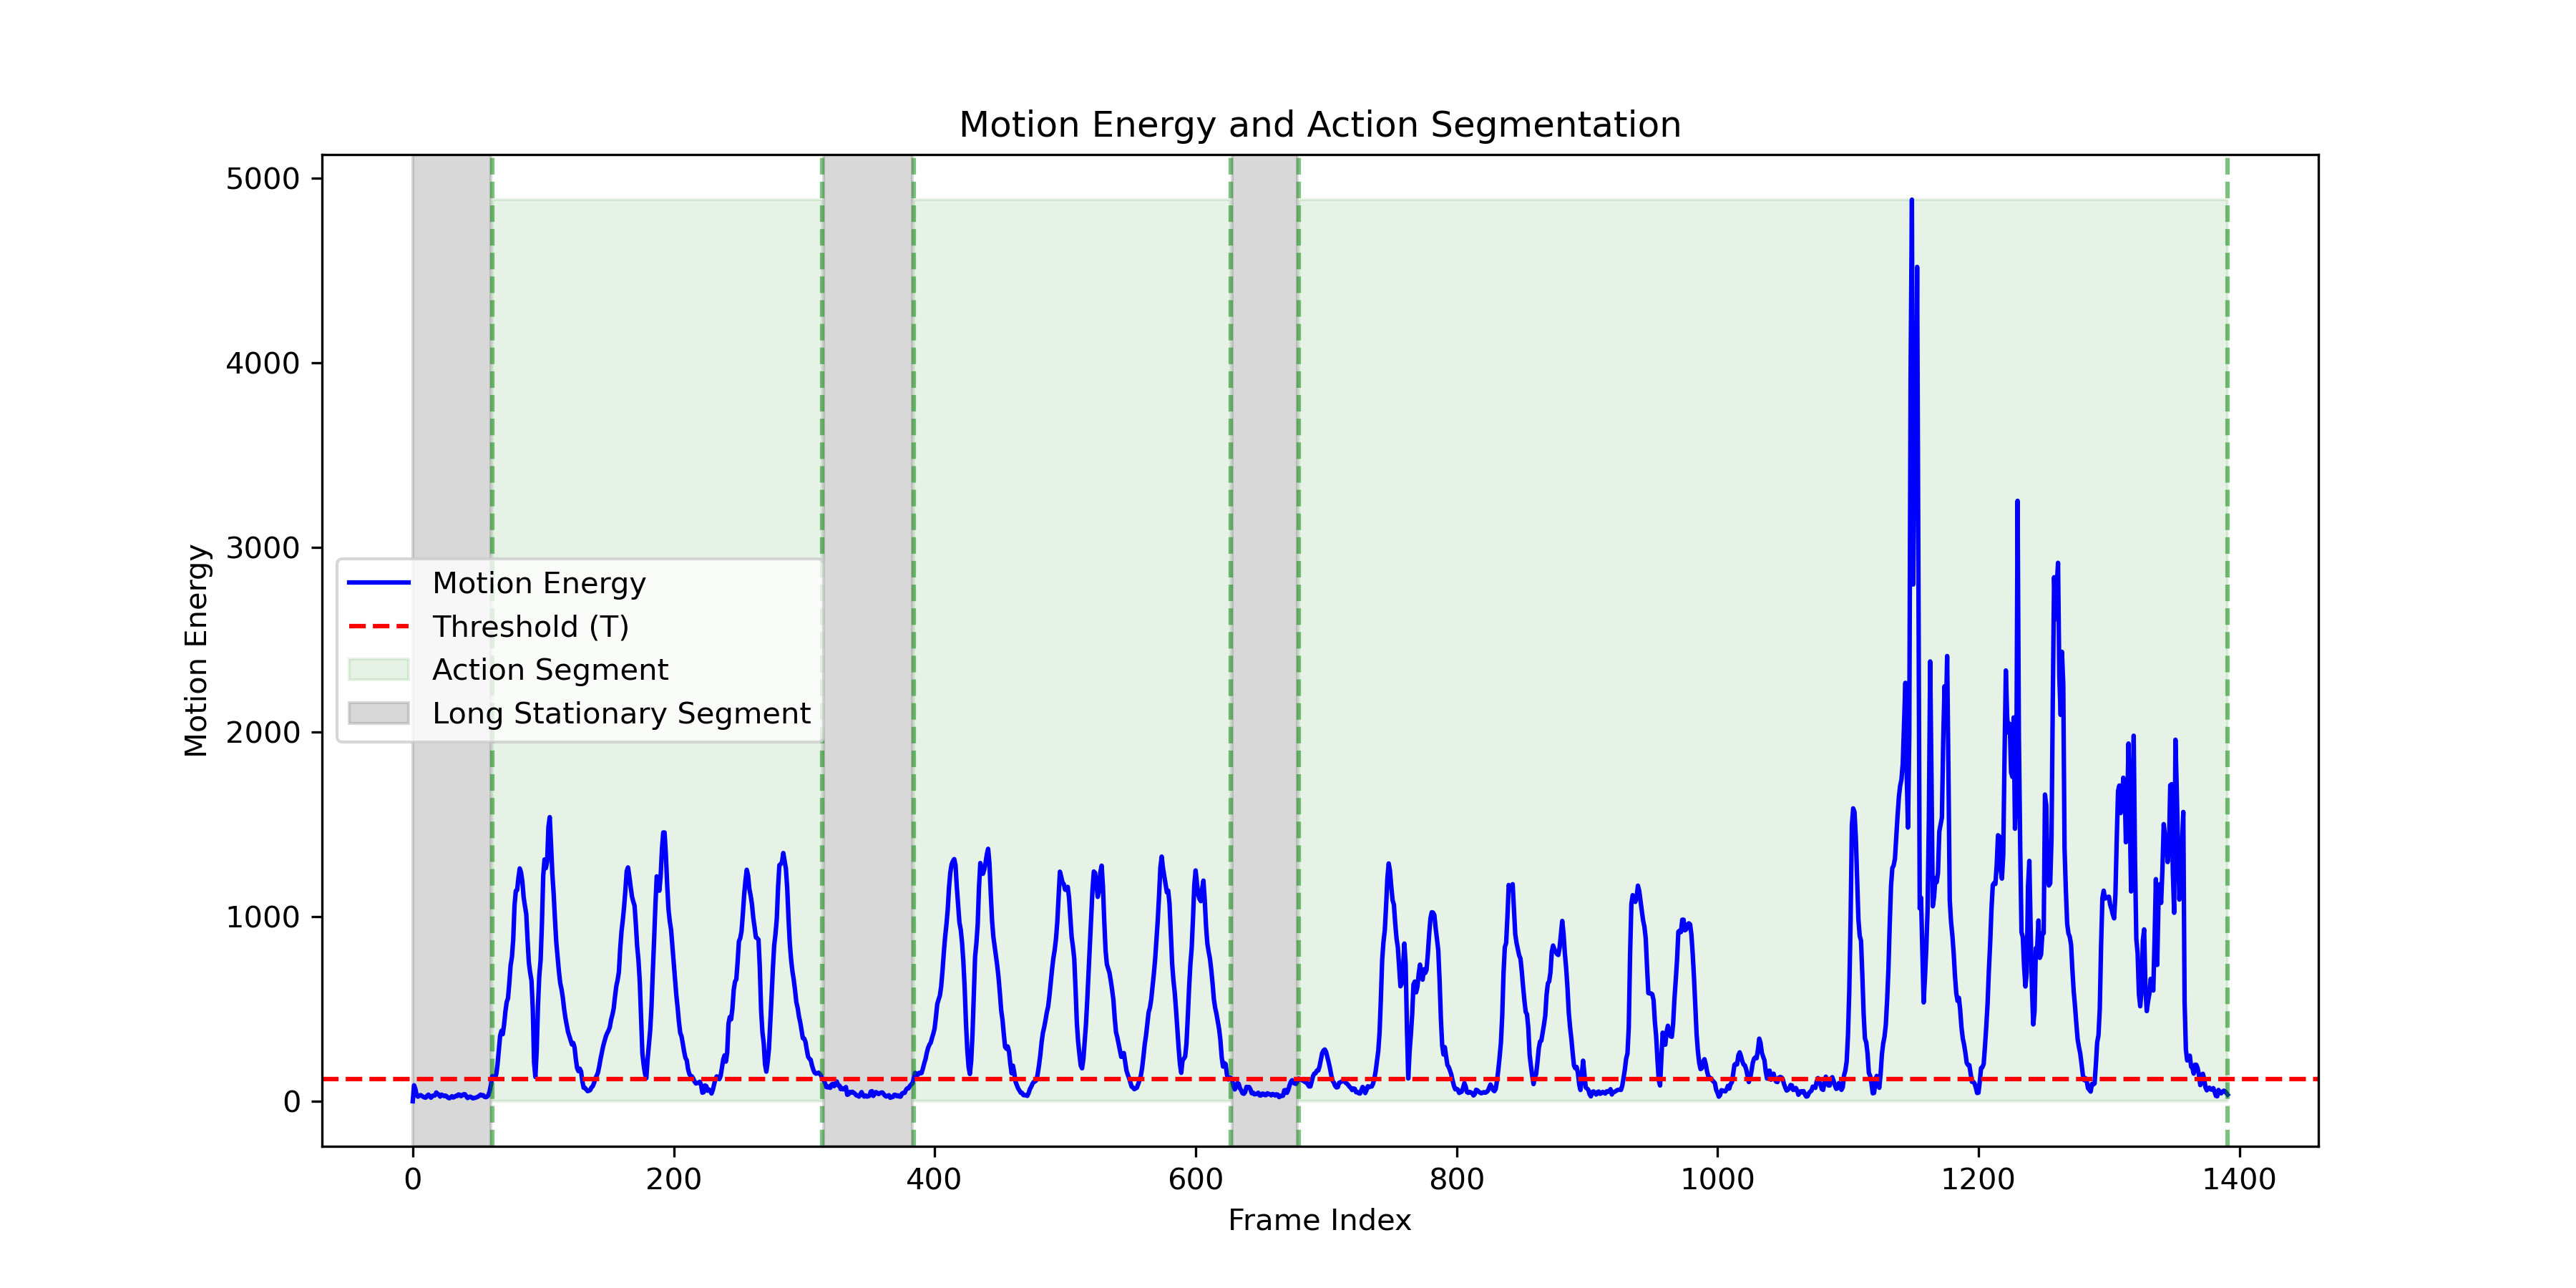 Motion Energy and Action Segmentation
5000
4000
3000
2000
1000
0
Motion Energy
Motion Energy
Threshold (T)
Action Segment
Long Stationary Segment
0 200 400 600 800 1000 1200 1400
Frame Index